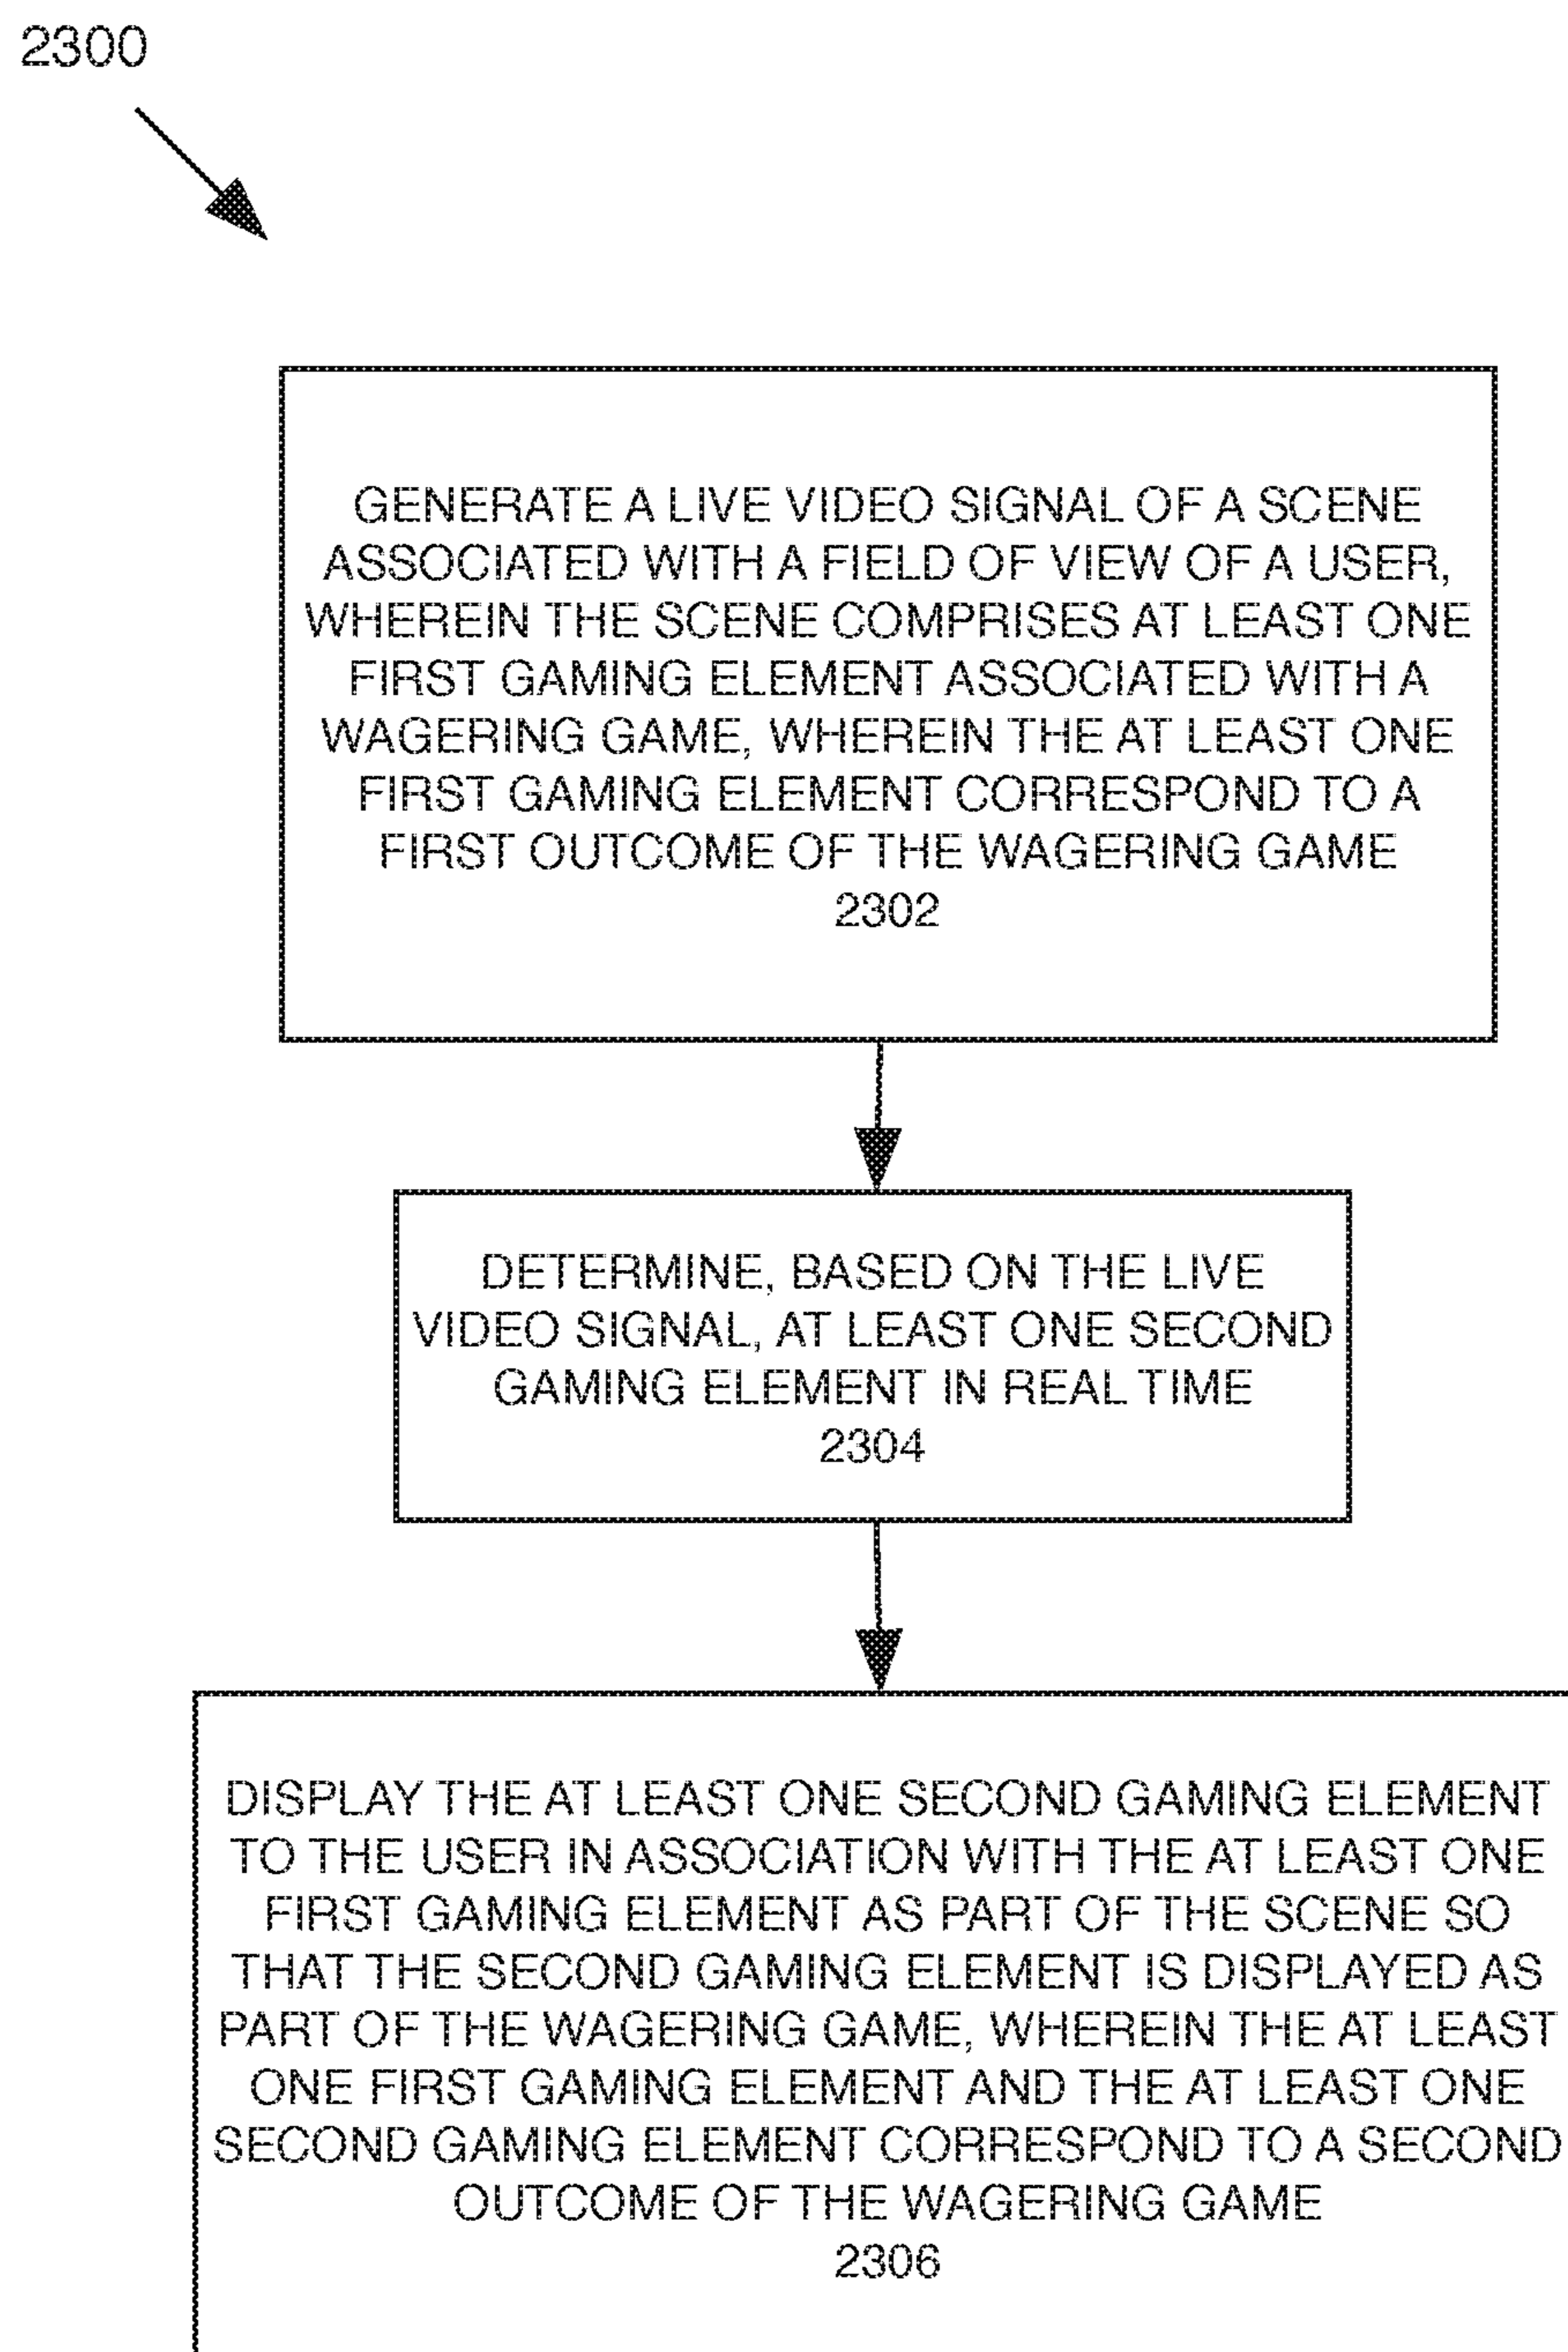 2300
GENERATE A LIVE VIDEO SIGNAL OF A SCENE
ASSOCIATED WITH A FIELD OF VIEW OF A USER,
WHEREIN THE SCENE COMPRISES AT LEAST ONE
FIRST GAMING ELEMENT ASSOCIATED WITH A
WAGERING GAME, WHEREIN THE AT LEAST ONE
FIRST GAMING ELEMENT CORRESPOND TO A
FIRST OUTCOME OF THE WAGERING GAME
2302
DETERMINE, BASED ON THE LIVE
VIDEO SIGNAL, AT LEAST ONE SECOND
GAMING ELEMENT IN REAL TIME
2304
DISPLAY THE AT LEAST ONE SECOND GAMING ELEMENT
TO THE USER IN ASSOCIATION WITH THE AT LEAST ONE
FIRST GAMING ELEMENT AS PART OF THE SCENE SO
THAT THE SECOND GAMING ELEMENT IS DISPLAYED AS
PART OF THE WAGERING GAME, WHEREIN THE AT LEAST
ONE FIRST GAMING ELEMENT AND THE AT LEAST ONE
SECOND GAMING ELEMENT CORRESPOND TO A SECOND
OUTCOME OF THE WAGERING GAME
2306